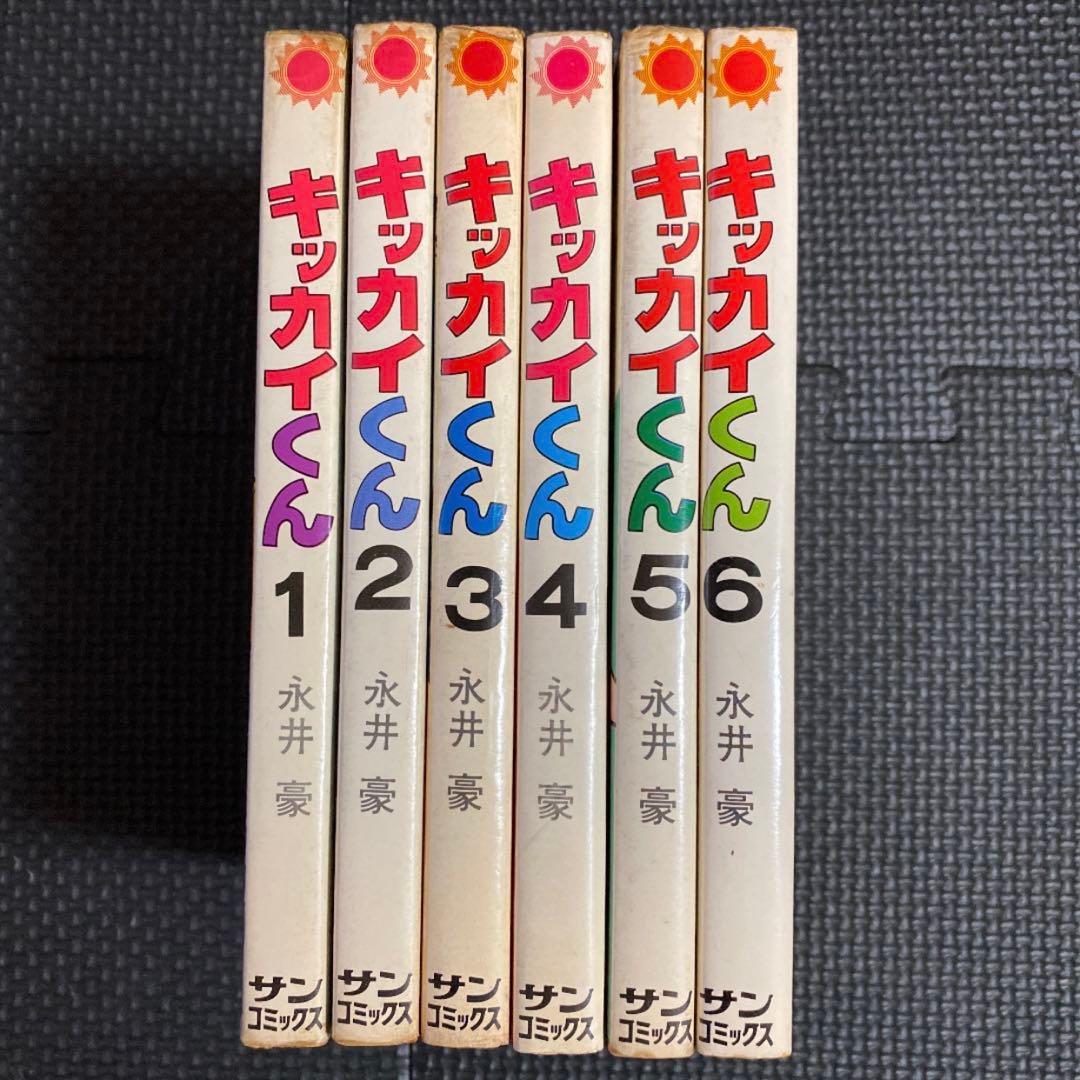 キッカイくん
1
永井 豪
サン
コミックス
キッカイくん
2
永井 豪
サン
コミックス
キッカイくん
3
永井 豪
サン
コミックス
キッカイくん
4
永井 豪
サン
コミックス
キッカイくん
5
永井 豪
サン
コミックス
キッカイくん
6
永井 豪
サン
コミックス